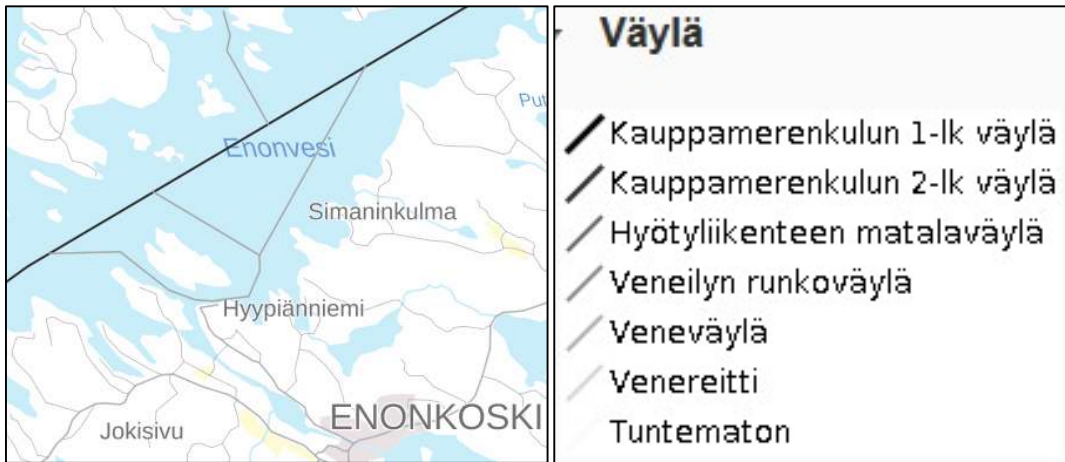 Put
Enonvesi
Simaninkulma
Hyypiänniemi
ENONKOSKI
Jokisivu
Väylä
Kauppamerenkulun 1-lk väylä
Kauppamerenkulun 2-lk väylä
Hyötyliikenteen matalaväylä
Veneilyn runkoväylä
Veneväylä
Venereitti
Tuntematon